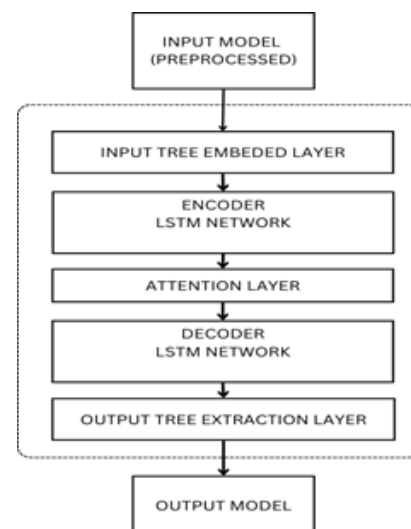 INPUT MODEL
(PREPROCESSED)
INPUT TREE EMBEDED LAYER
ENCODER
LSTM NETWORK
ATTENTION LAYER
DECODER
LSTM NETWORK
OUTPUT TREE EXTRACTION LAYER
OUTPUT MODEL